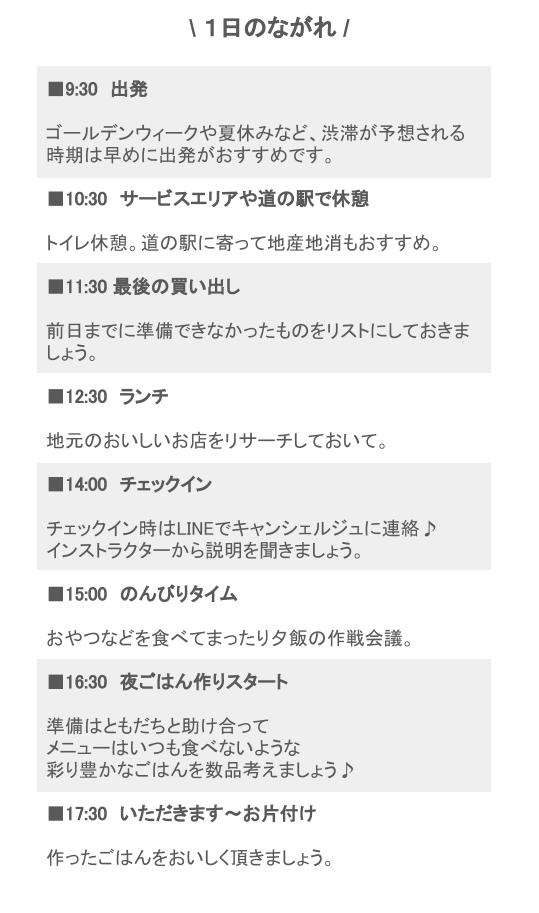 \ １日のながれ /
■9:30 出発
ゴールデンウィークや夏休みなど、渋滞が予想される
時期は早めに出発がおすすめです。
■10:30 サービスエリアや道の駅で休憩
トイレ休憩。道の駅に寄って地産地消もおすすめ。
■11:30 最後の買い出し
前日までに準備できなかったものをリストにしておきま
しょう。
■12:30 ランチ
地元のおいしいお店をリサーチしておいて。
■14:00 チェックイン
チェックイン時はLINEでキャンシェルジュに連絡♪
インストラクターから説明を聞きましょう。
■15:00 のんびりタイム
おやつなどを食べてまったり夕飯の作戦会議。
■16:30 夜ごはん作りスタート
準備はともだちと助け合って
メニューはいつも食べないような
彩り豊かなごはんを数品考えましょう♪
■17:30 いただきます～お片付け
作ったごはんをおいしく頂きましょう。